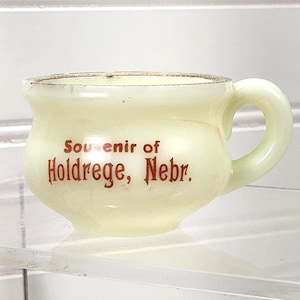 Souvenir of
Holdrege, Nebr.